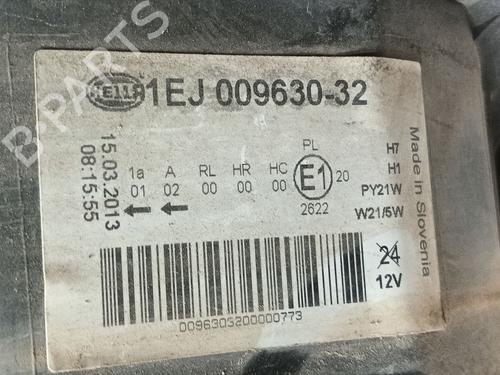 B-PARTS
HELLA 1EJ 009630-32
15.03.2013
08:15:55
1a A RL HR HC PL
01 02 00 00 00 E1 20
2622
H7
H1
PY21W
W21/5W
24
12V
Made in Slovenia
0096303200000773